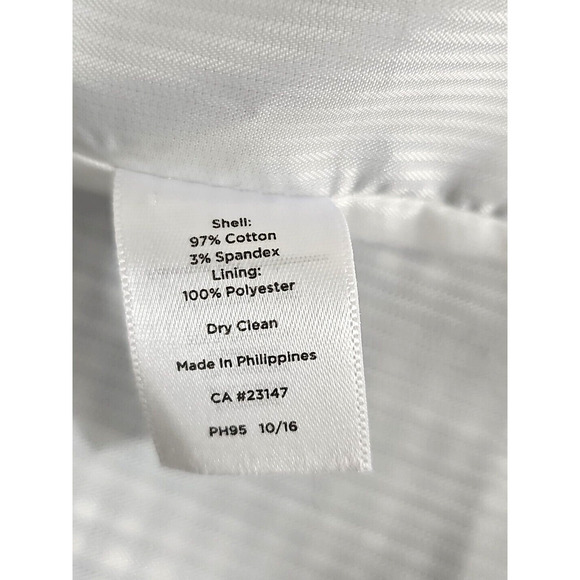 Shell:
97% Cotton
3% Spandex
Lining:
100% Polyester
Dry Clean
Made In Philippines
CA #23147
PH95 10/16